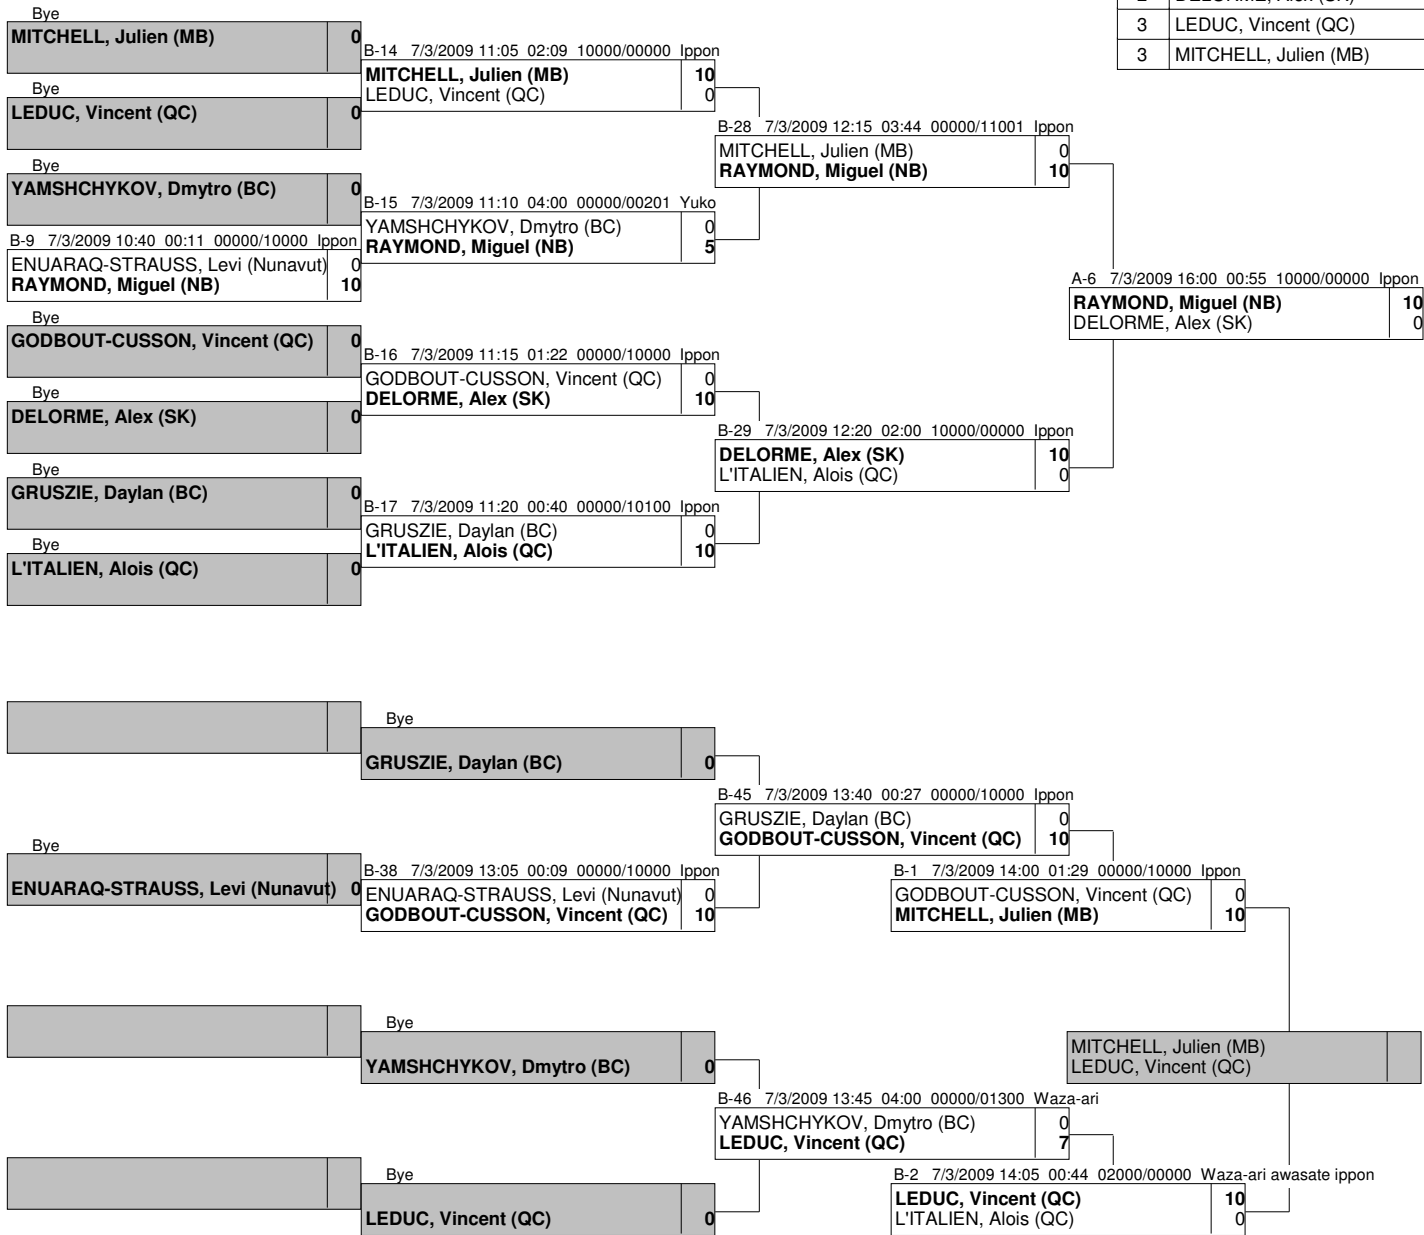 2 DELORME, Alex (SK)
3 LEDUC, Vincent (QC)
3 MITCHELL, Julien (MB)
Bye
MITCHELL, Julien (MB) 0
B-14 7/3/2009 11:05 02:09 10000/00000 Ippon
MITCHELL, Julien (MB) 10
LEDUC, Vincent (QC) 0
Bye
LEDUC, Vincent (QC) 0
B-28 7/3/2009 12:15 03:44 00000/11001 Ippon
MITCHELL, Julien (MB) 0
RAYMOND, Miguel (NB) 10
Bye
YAMSHCHYKOV, Dmytro (BC) 0
B-15 7/3/2009 11:10 04:00 00000/00201 Yuko
YAMSHCHYKOV, Dmytro (BC) 0
RAYMOND, Miguel (NB) 5
B-9 7/3/2009 10:40 00:11 00000/10000 Ippon
ENUARAQ-STRAUSS, Levi (Nunavut) 0
RAYMOND, Miguel (NB) 10
A-6 7/3/2009 16:00 00:55 10000/00000 Ippon
RAYMOND, Miguel (NB) 10
DELORME, Alex (SK) 0
Bye
GODBOUT-CUSSON, Vincent (QC) 0
B-16 7/3/2009 11:15 01:22 00000/10000 Ippon
GODBOUT-CUSSON, Vincent (QC) 0
DELORME, Alex (SK) 10
Bye
DELORME, Alex (SK) 0
B-29 7/3/2009 12:20 02:00 10000/00000 Ippon
DELORME, Alex (SK) 10
L'ITALIEN, Alois (QC) 0
Bye
GRUSZIE, Daylan (BC) 0
B-17 7/3/2009 11:20 00:40 00000/10100 Ippon
GRUSZIE, Daylan (BC) 0
L'ITALIEN, Alois (QC) 10
Bye
L'ITALIEN, Alois (QC) 0
Bye
GRUSZIE, Daylan (BC) 0
B-45 7/3/2009 13:40 00:27 00000/10000 Ippon
GRUSZIE, Daylan (BC) 0
GODBOUT-CUSSON, Vincent (QC) 10
Bye
ENUARAQ-STRAUSS, Levi (Nunavut) 0
B-38 7/3/2009 13:05 00:09 00000/10000 Ippon
ENUARAQ-STRAUSS, Levi (Nunavut) 0
GODBOUT-CUSSON, Vincent (QC) 10
B-1 7/3/2009 14:00 01:29 00000/10000 Ippon
GODBOUT-CUSSON, Vincent (QC) 0
MITCHELL, Julien (MB) 10
Bye
YAMSHCHYKOV, Dmytro (BC) 0
MITCHELL, Julien (MB)
LEDUC, Vincent (QC)
B-46 7/3/2009 13:45 04:00 00000/01300 Waza-ari
YAMSHCHYKOV, Dmytro (BC) 0
LEDUC, Vincent (QC) 7
Bye
LEDUC, Vincent (QC) 0
B-2 7/3/2009 14:05 00:44 02000/00000 Waza-ari awasate ippon
LEDUC, Vincent (QC) 10
L'ITALIEN, Alois (QC) 0